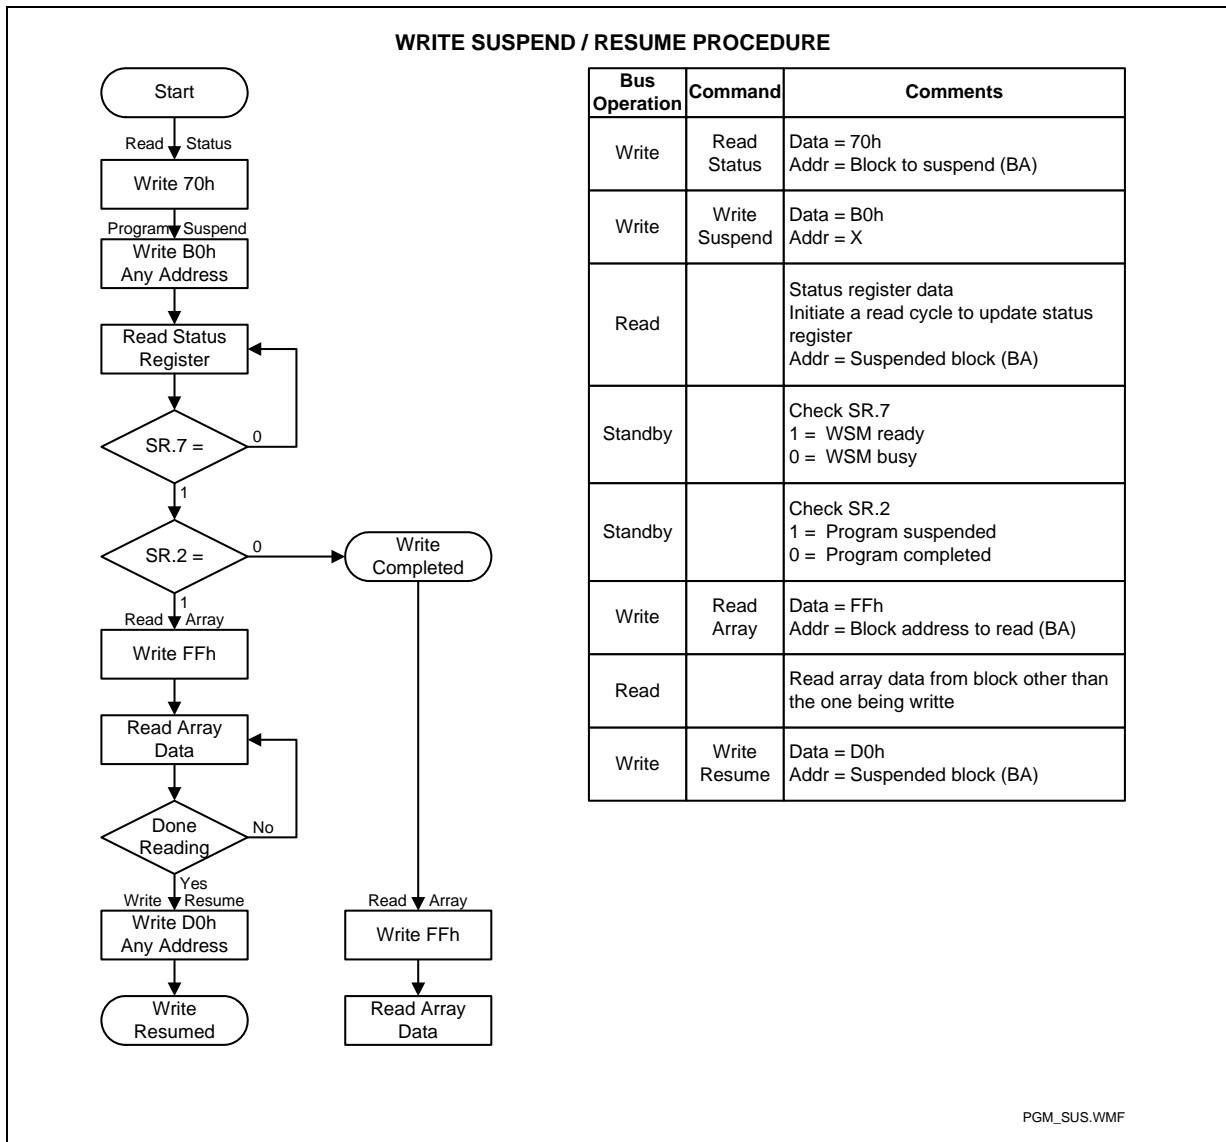 WRITE SUSPEND / RESUME PROCEDURE
Start
Read Status
Write 70h
Program Suspend
Write B0h
Any Address
Read Status
Register
SR.7 =
0
1
SR.2 =
0
Write
Completed
1
Read Array
Write FFh
Read Array
Data
Done
Reading
No
Yes
Write Resume
Write D0h
Any Address
Write
Resumed
Read Array
Write FFh
Read Array
Data
Bus
Operation
Command
Comments
Write
Read
Status
Data = 70h
Addr = Block to suspend (BA)
Write
Write
Suspend
Data = B0h
Addr = X
Read
Status register data
Initiate a read cycle to update status
register
Addr = Suspended block (BA)
Standby
Check SR.7
1 = WSM ready
0 = WSM busy
Standby
Check SR.2
1 = Program suspended
0 = Program completed
Write
Read
Array
Data = FFh
Addr = Block address to read (BA)
Read
Read array data from block other than
the one being writte
Write
Write
Resume
Data = D0h
Addr = Suspended block (BA)
PGM_SUS.WMF